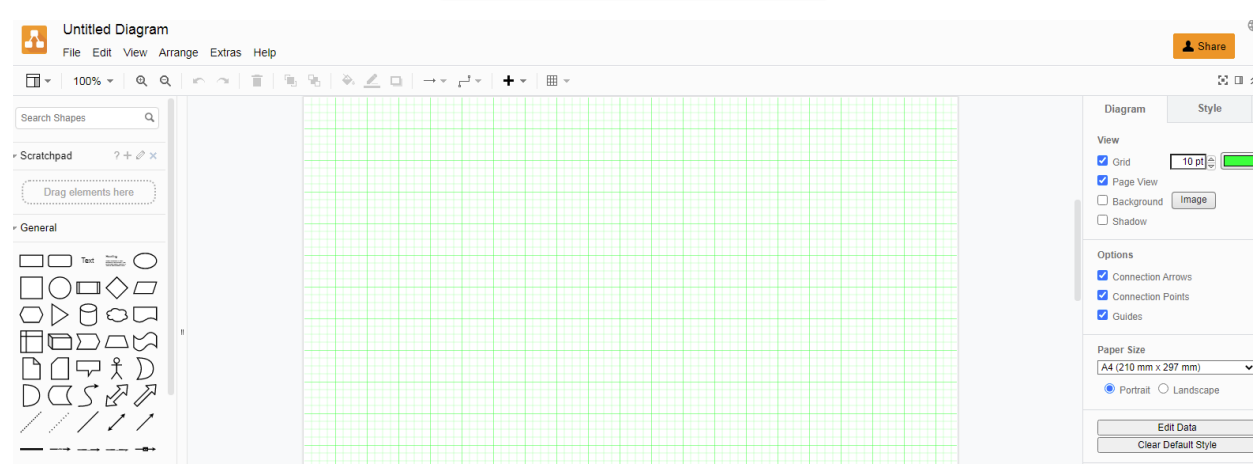 Untitled Diagram
File Edit View Arrange Extras Help
Share
100%
Search Shapes
Scratchpad ?
Drag elements here
General
Text
Diagram Style
View
Grid 10 pt
Page View
Background Image
Shadow
Options
Connection Arrows
Connection Points
Guides
Paper Size
A4 (210 mm x 297 mm)
Portrait Landscape
Edit Data
Clear Default Style